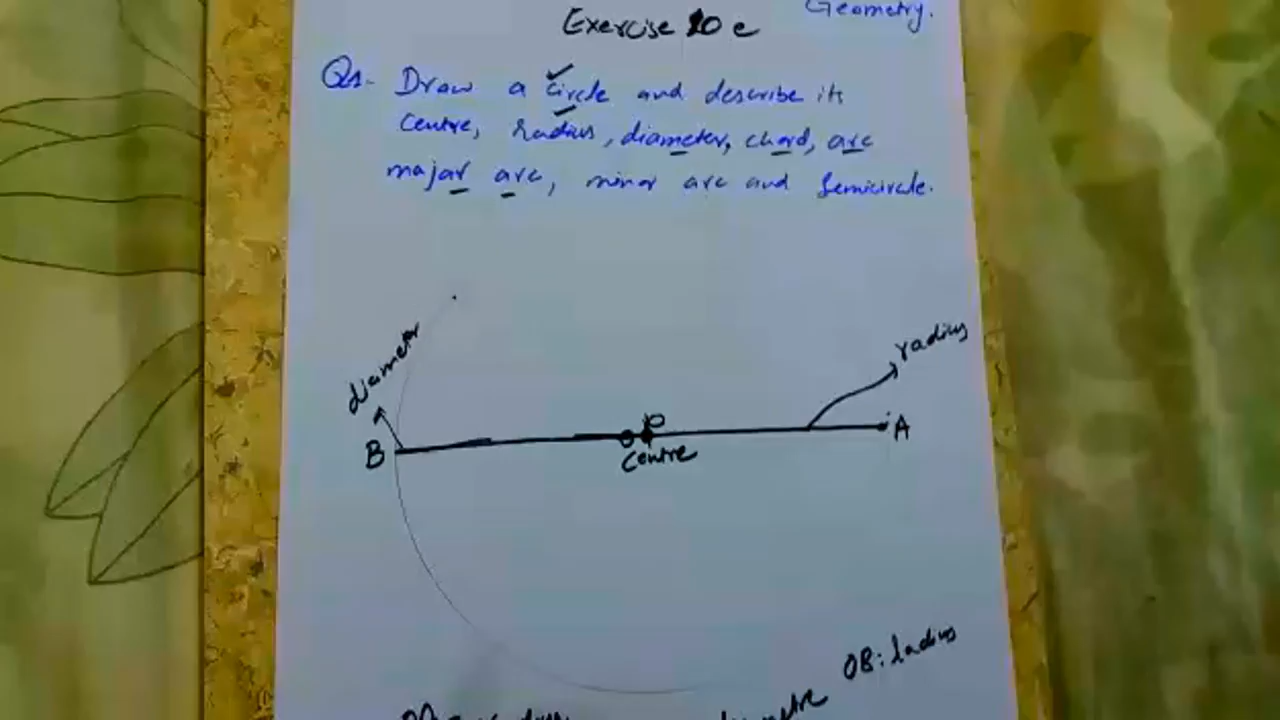 Geometry.
Exercise 10 e
Q1. Draw a circle and describe its
centre, radius, diameter, chord, arc
major arc, minor arc and semicircle.
diameter
radius
B
A
Centre
OB: radius